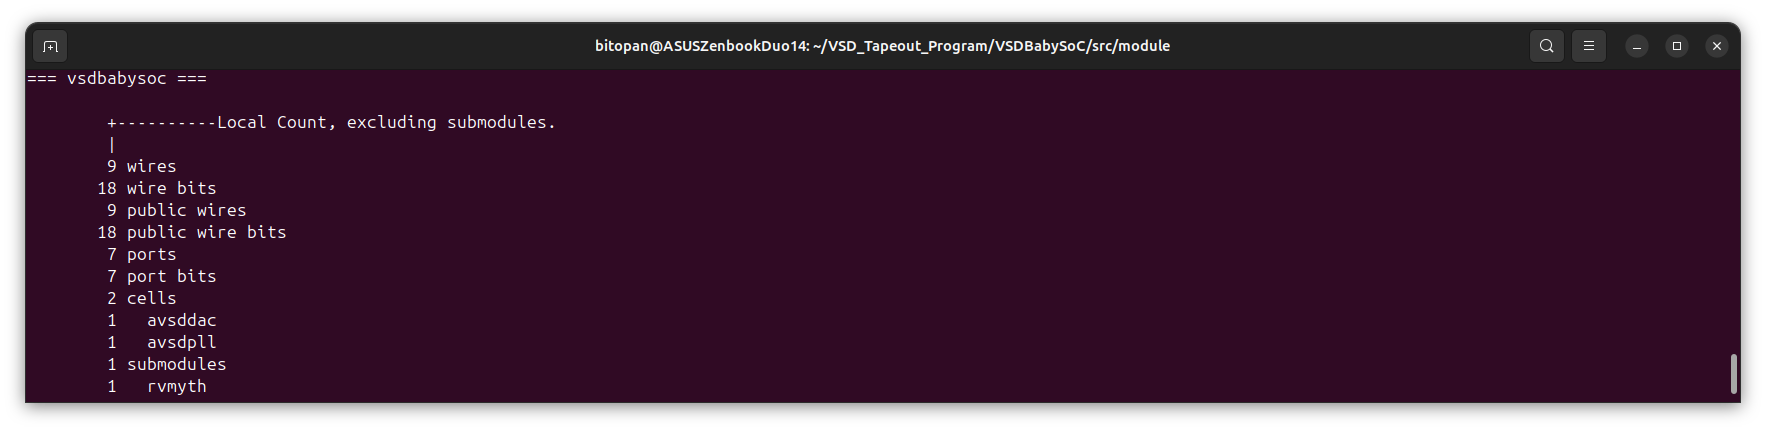 bitopan@ASUSZenbookDuo14: ~/VSD_Tapeout_Program/VSDBabySoC/src/module
=== vsdbabysoc ===
+----------Local Count, excluding submodules.
|
9 wires
18 wire bits
9 public wires
18 public wire bits
7 ports
7 port bits
2 cells
1   avsddac
1   avsdpll
1 submodules
1   rvmyth